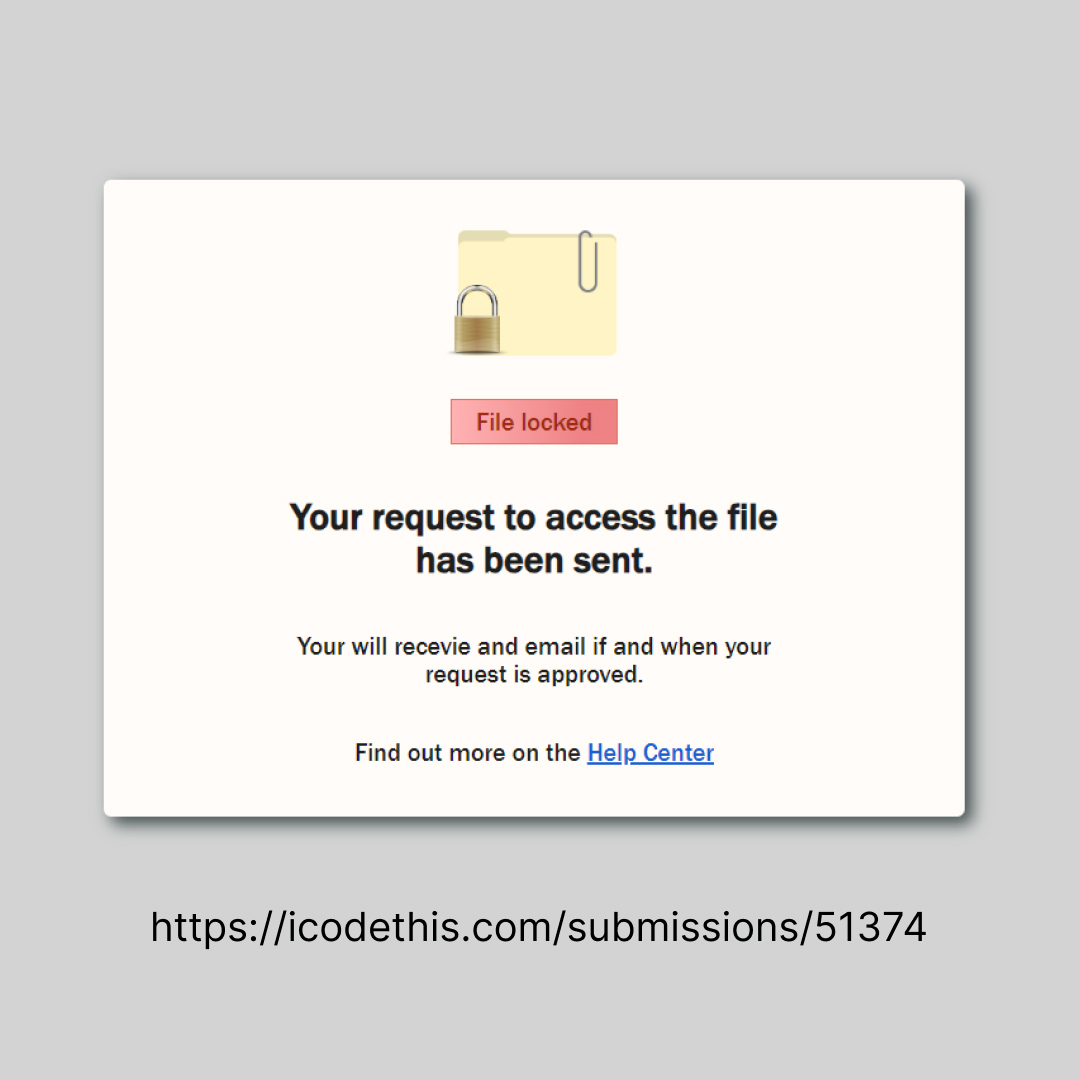 File locked
Your request to access the file
has been sent.
Your will recevie and email if and when your
request is approved.
Find out more on the Help Center
https://icodethis.com/submissions/51374